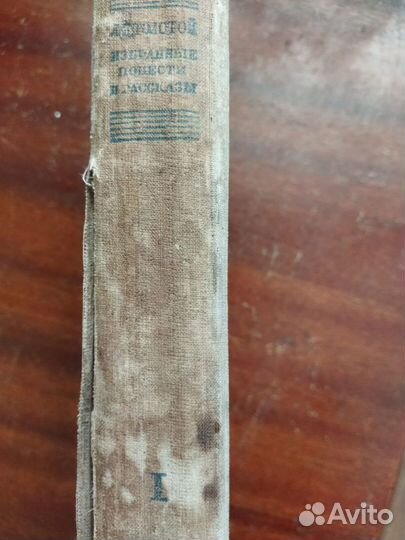 Л.ТОЛСТОЙ
ИЗБРАННЫЕ
ПОВЕСТИ
И РАССКАЗЫ
I
Avito